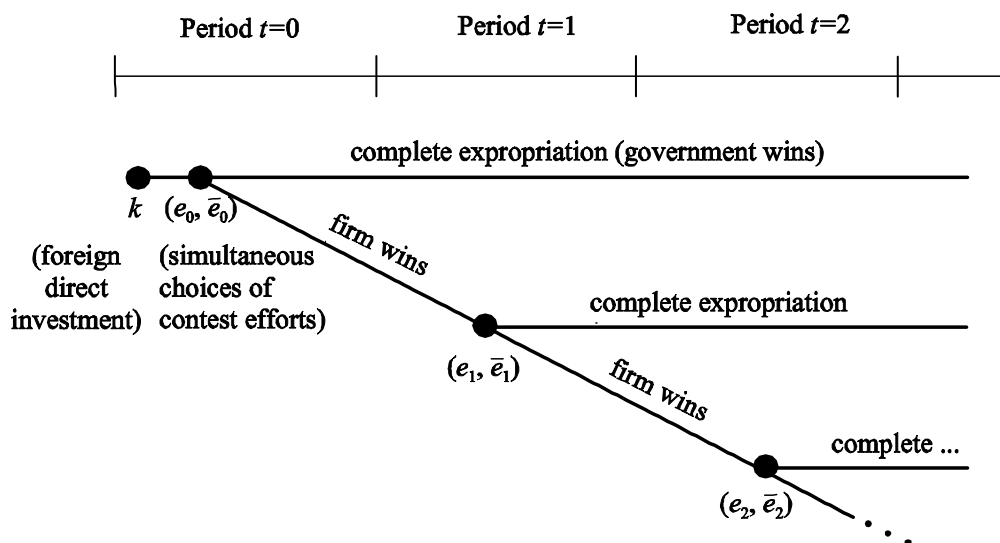 Period t=0 Period t=1 Period t=2
complete expropriation (government wins)
k (e₀, ē₀)
firm wins
(foreign direct investment)
(simultaneous choices of contest efforts)
complete expropriation
(e₁, ē₁)
firm wins
complete ...
(e₂, ē₂)